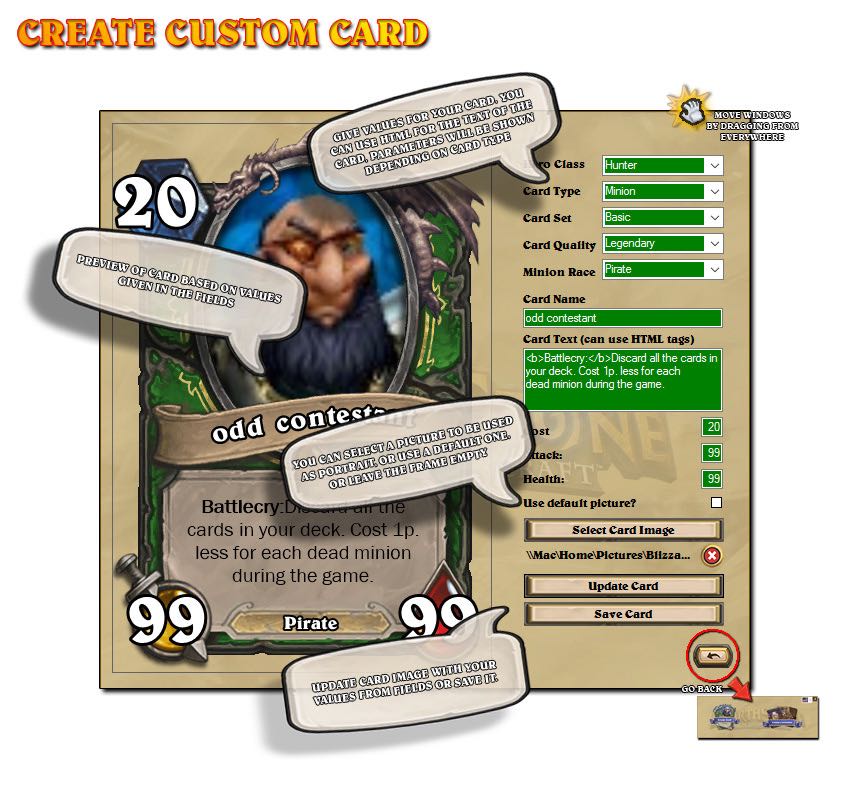 CREATE CUSTOM CARD
GIVE VALUES FOR YOUR CARD. YOU
CAN USE HTML FOR THE TEXT OF THE
CARD. PARAMETERS WILL BE SHOWN
DEPENDING ON CARD TYPE
MOVE WINDOWS
BY DRAGGING FROM
EVERYWHERE
ro Class Hunter
Card Type Minion
Card Set Basic
Card Quality Legendary
Minion Race Pirate
Card Name
odd contestant
Card Text (can use HTML tags)
<b>Battlecry:</b>Discard all the cards in
your deck. Cost 1p. less for each
dead minion during the game.
ost 20
ttack: 99
Health: 99
Use default picture?
Select Card Image
\\Mac\Home\Pictures\Blizza...
Update Card
Save Card
GO BACK
20
PREVIEW OF CARD BASED ON VALUES
GIVEN IN THE FIELDS
odd contestant
YOU CAN SELECT A PICTURE TO BE USED
AS PORTRAIT, OR USE A DEFAULT ONE.
OR LEAVE THE FRAME EMPTY
Battlecry:Discard all the
cards in your deck. Cost 1p.
less for each dead minion
during the game.
99
Pirate
99
UPDATE CARD IMAGE WITH YOUR
VALUES FROM FIELDS OR SAVE IT.